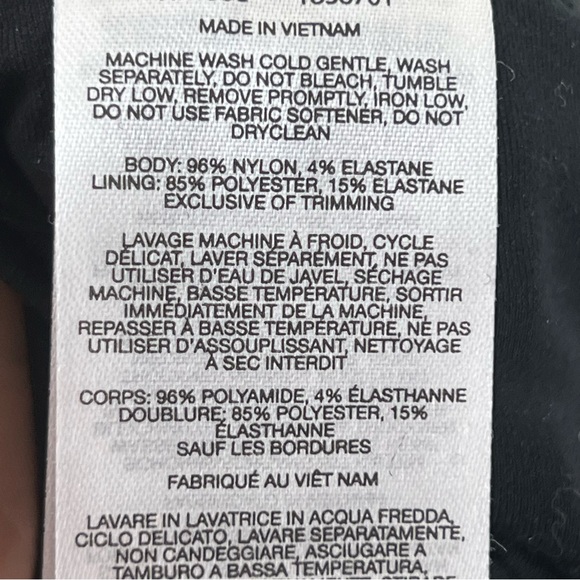 MADE IN VIETNAM
MACHINE WASH COLD GENTLE, WASH
SEPARATELY, DO NOT BLEACH, TUMBLE
DRY LOW, REMOVE PROMPTLY, IRON LOW,
DO NOT USE FABRIC SOFTENER, DO NOT
DRYCLEAN
BODY: 96% NYLON, 4% ELASTANE
LINING: 85% POLYESTER, 15% ELASTANE
EXCLUSIVE OF TRIMMING
LAVAGE MACHINE À FROID, CYCLE
DÉLICAT, LAVER SÉPARÉMENT, NE PAS
UTILISER D'EAU DE JAVEL, SÉCHAGE
MACHINE, BASSE TEMPÉRATURE, SORTIR
IMMÉDIATEMENT DE LA MACHINE,
REPASSER À BASSE TEMPÉRATURE, NE PAS
UTILISER D'ASSOUPLISSANT, NETTOYAGE
À SEC INTERDIT
CORPS: 96% POLYAMIDE, 4% ÉLASTHANNE
DOUBLURE: 85% POLYESTER, 15%
ÉLASTHANNE
SAUF LES BORDURES
FABRIQUÉ AU VIÊT NAM
LAVARE IN LAVATRICE IN ACQUA FREDDA,
CICLO DELICATO, LAVARE SEPARATAMENTE,
NON CANDEGGIARE, ASCIUGARE A
TAMBURO A BASSA TEMPERATURA,